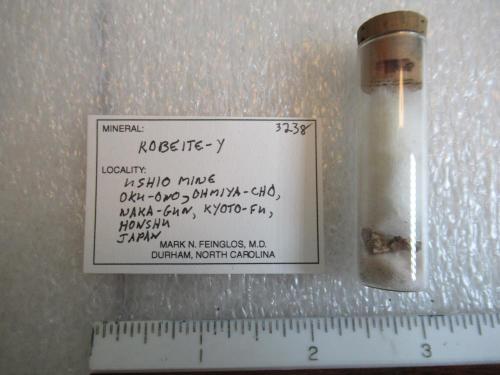 MINERAL: 3238
KOBEITE-Y
LOCALITY:
USHIO MINE
OKU-ONO, OHMIYA-CHO,
NAKA-GUN, KYOTO-FU,
HONSHU
JAPAN
MARK N. FEINGLOS, M.D.
DURHAM, NORTH CAROLINA
1 2 3